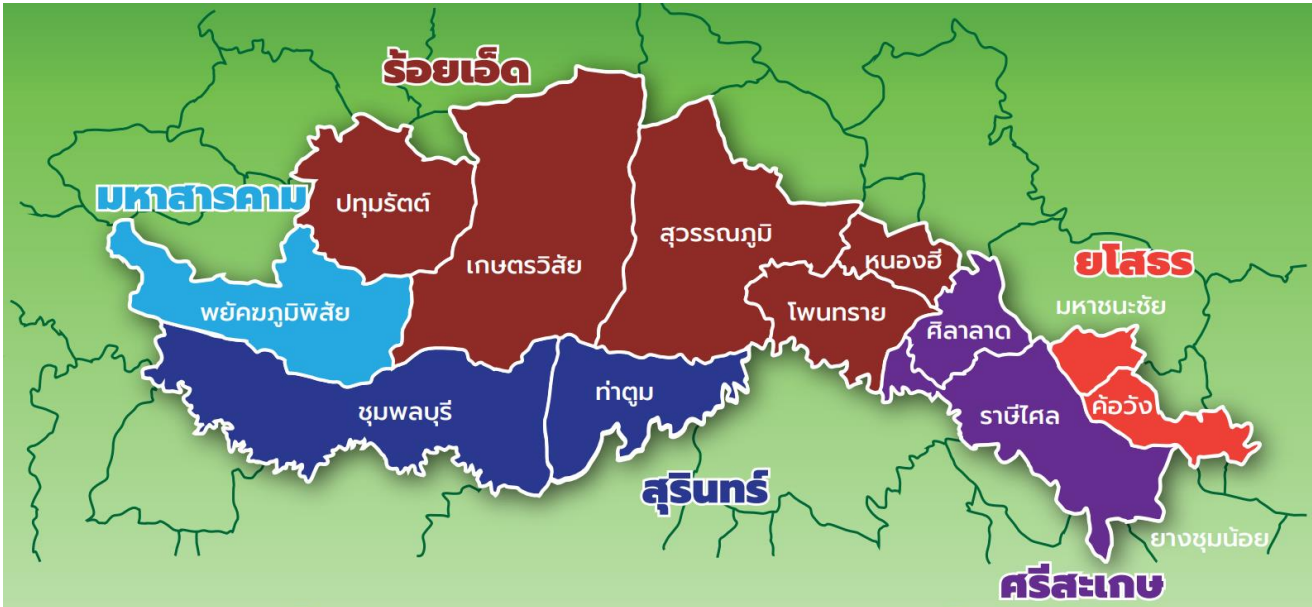 ร้อยเอ็ด
มหาสารคาม
ปทุมรัตต์
เกษตรวิสัย
สุวรรณภูมิ
หนองฮี
ยโสธร
พยัคฆภูมิพิสัย
โพนทราย
มหาชนะชัย
ศิลาลาด
ชุมพลบุรี
ท่าตูม
ราษีไศล
ค้อวัง
สุรินทร์
ยางชุมน้อย
ศรีสะเกษ